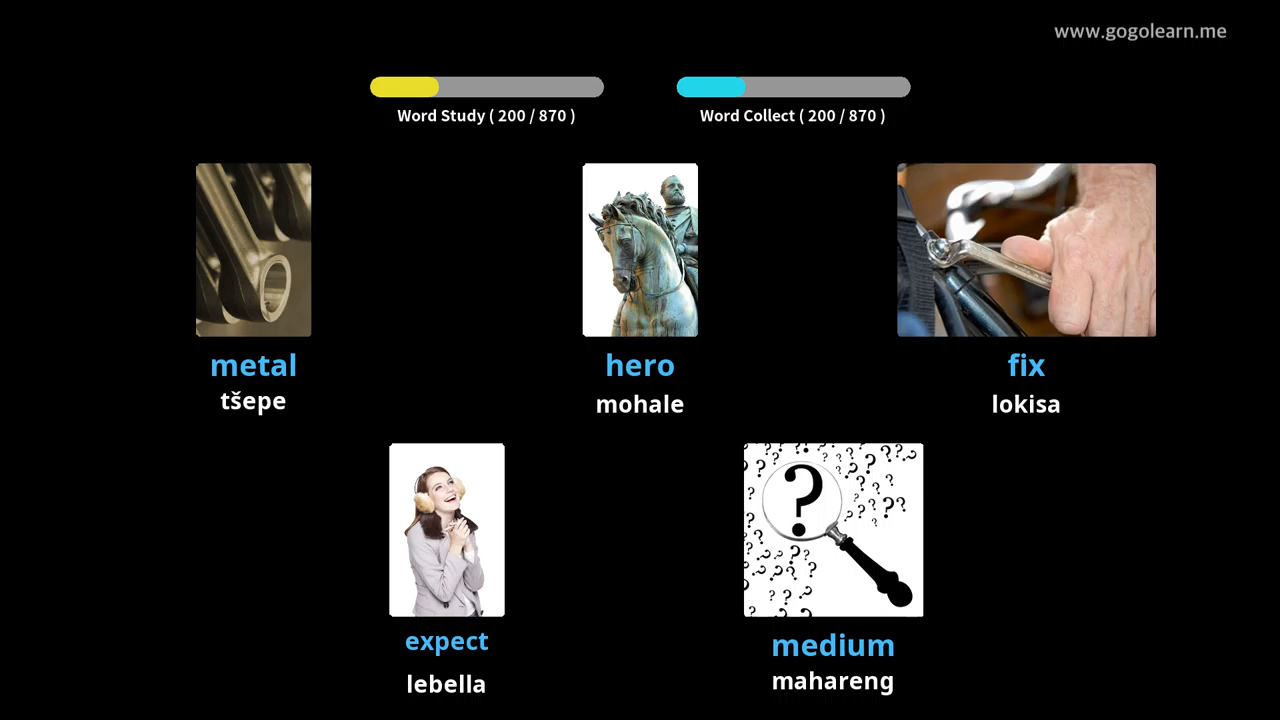 www.gogolearn.me
Word Study ( 200 / 870 )
Word Collect ( 200 / 870 )
metal
tšepe
hero
mohale
fix
lokisa
expect
lebella
medium
mahareng